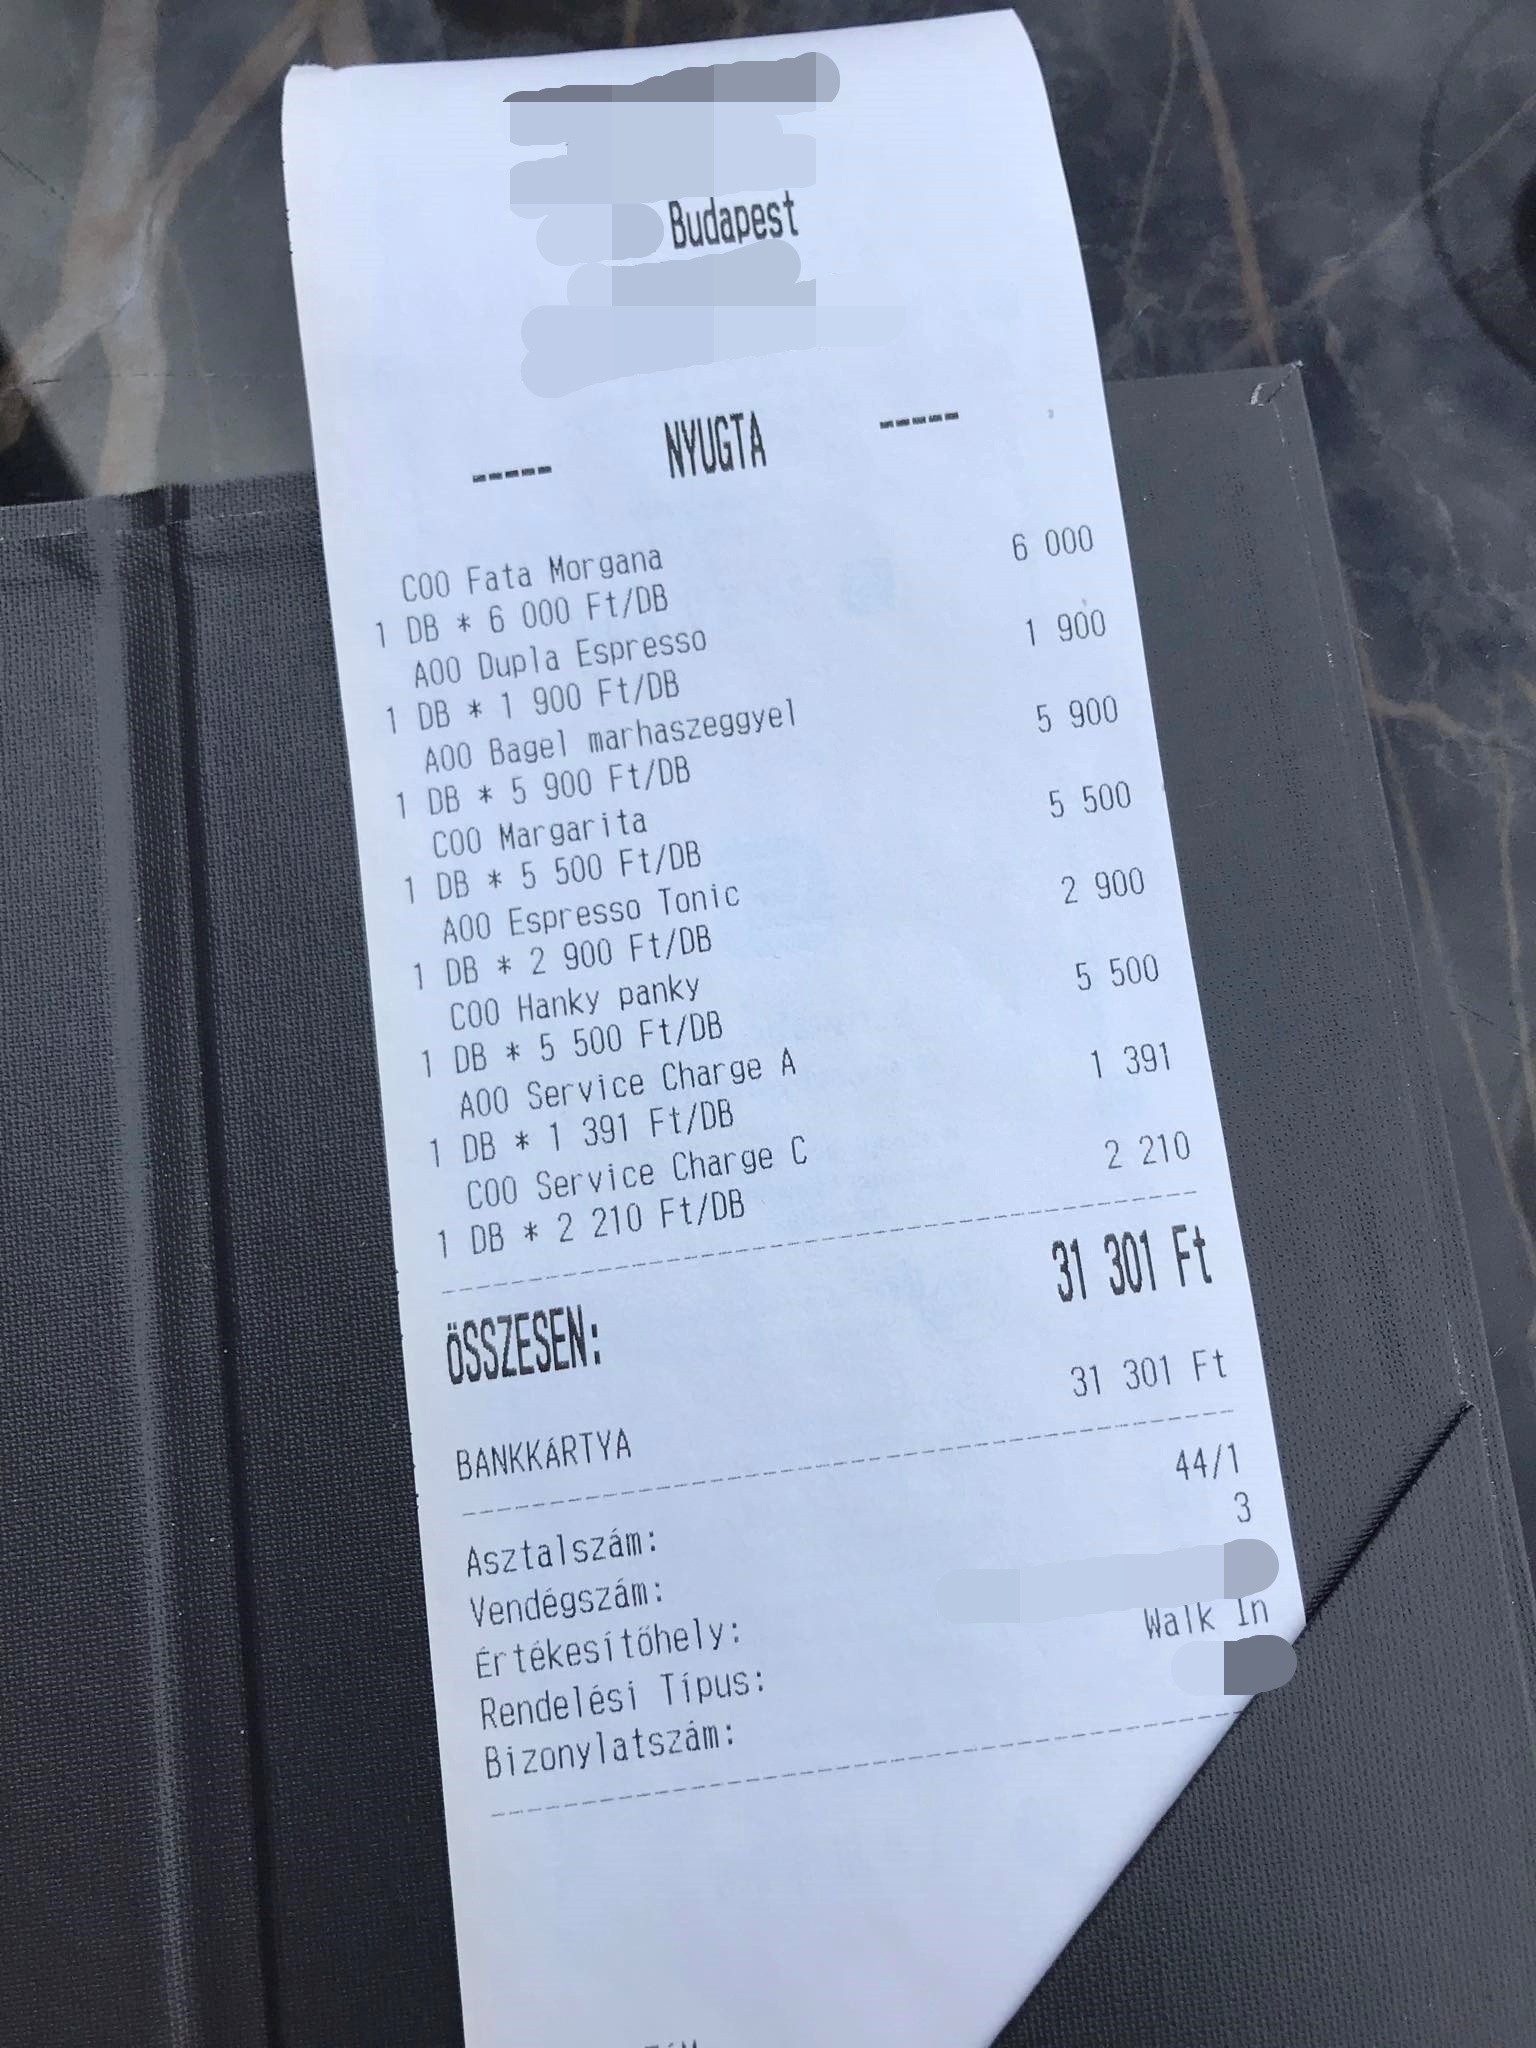 Budapest
---- NYUGTA ----
C00 Fata Morgana 6 000
1 DB * 6 000 Ft/DB
A00 Dupla Espresso 1 900
1 DB * 1 900 Ft/DB
A00 Bagel marhaszeggyel 5 900
1 DB * 5 900 Ft/DB
C00 Margarita 5 500
1 DB * 5 500 Ft/DB
A00 Espresso Tonic 2 900
1 DB * 2 900 Ft/DB
C00 Hanky panky 5 500
1 DB * 5 500 Ft/DB
A00 Service Charge A 1 391
1 DB * 1 391 Ft/DB
C00 Service Charge C 2 210
1 DB * 2 210 Ft/DB
ÖSSZESEN: 31 301 Ft
BANKKÁRTYA 31 301 Ft
Asztalszám: 44/1
Vendégszám: 3
Értékesítőhely:
Rendelési Típus: Walk In
Bizonylatszám: